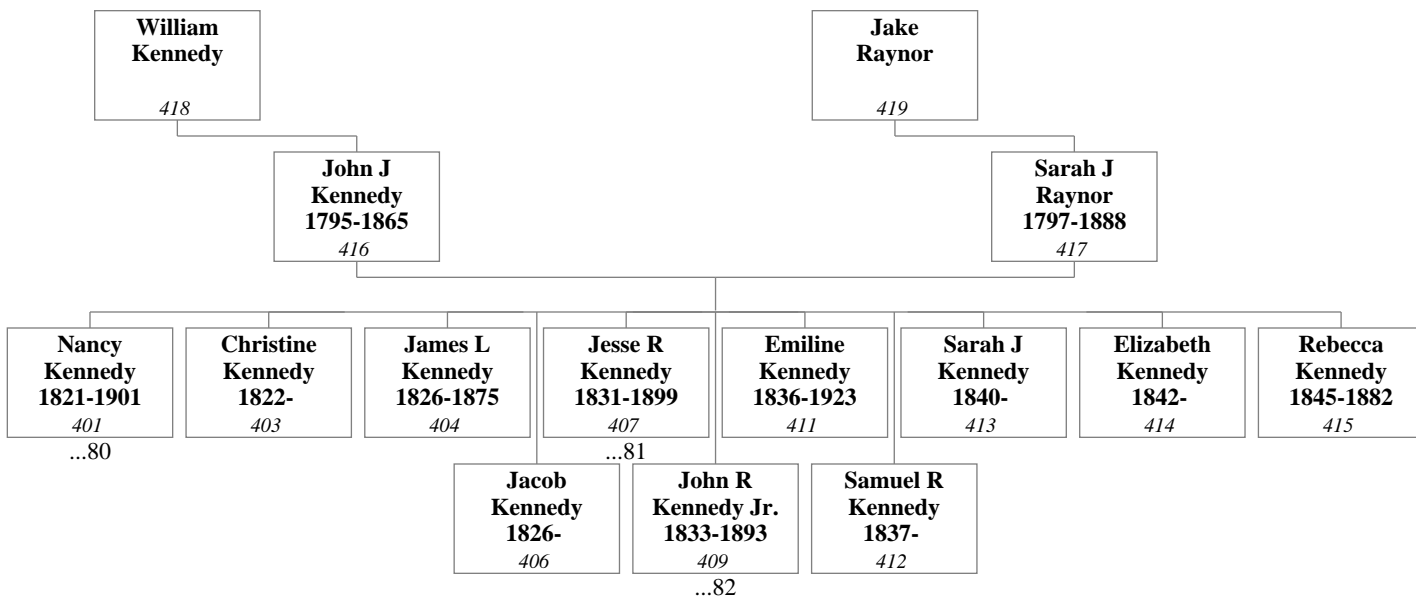 William
Kennedy
418
Jake
Raynor
419
John J
Kennedy
1795-1865
416
Sarah J
Raynor
1797-1888
417
Nancy
Kennedy
1821-1901
401
...80
Christine
Kennedy
1822-
403
James L
Kennedy
1826-1875
404
Jesse R
Kennedy
1831-1899
407
...81
Emiline
Kennedy
1836-1923
411
Sarah J
Kennedy
1840-
413
Elizabeth
Kennedy
1842-
414
Rebecca
Kennedy
1845-1882
415
Jacob
Kennedy
1826-
406
John R
Kennedy Jr.
1833-1893
409
...82
Samuel R
Kennedy
1837-
412